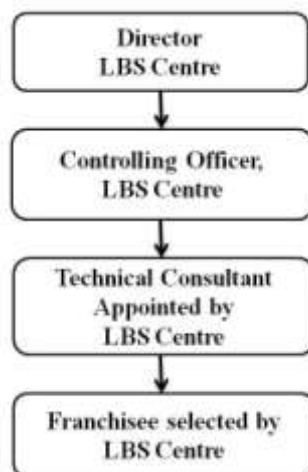 Director
LBS Centre
Controlling Officer,
LBS Centre
Technical Consultant
Appointed by
LBS Centre
Franchisee selected by
LBS Centre